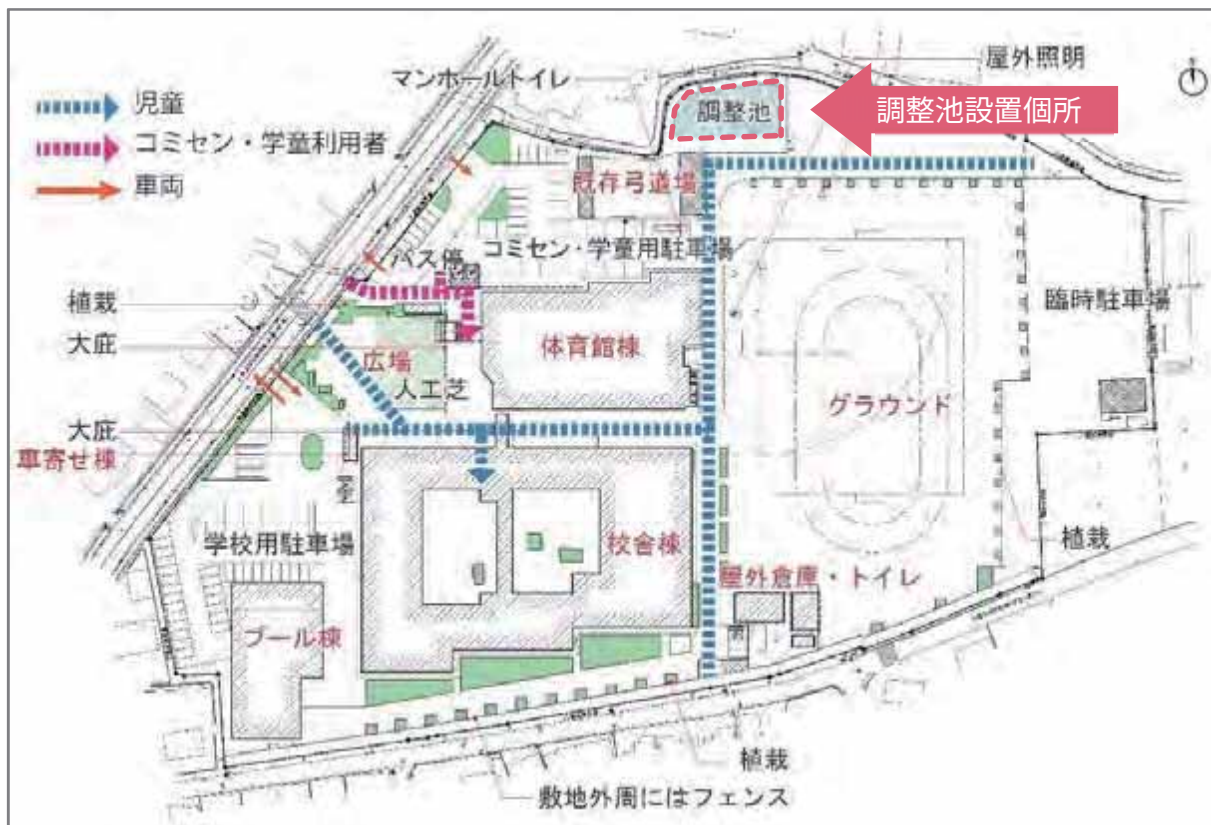 屋外照明
マンホールトイレ
児童
調整池
調整池設置個所
コミセン・学童利用者
既存弓道場
車両
コミセン・学童用駐車場
バス停
植栽
臨時駐車場
大庇
体育館棟
広場
人工芝
グラウンド
大庇
車寄せ棟
学校用駐車場
校舎棟
植栽
屋外倉庫・トイレ
プール棟
植栽
敷地外周にはフェンス